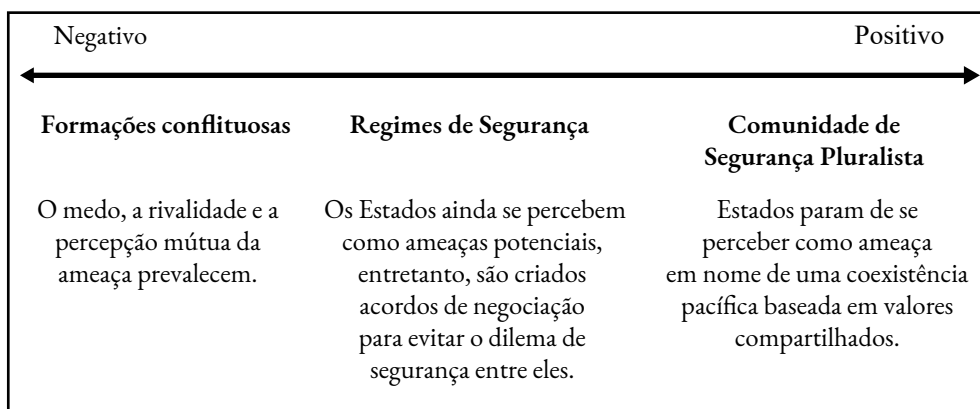 Negativo
Positivo
Formações conflituosas
O medo, a rivalidade e a
percepção mútua da
ameaça prevalecem.
Regimes de Segurança
Os Estados ainda se percebem
como ameaças potenciais,
entretanto, são criados
acordos de negociação
para evitar o dilema de
segurança entre eles.
Comunidade de
Segurança Pluralista
Estados param de se
perceber como ameaça
em nome de uma coexistência
pacífica baseada em valores
compartilhados.